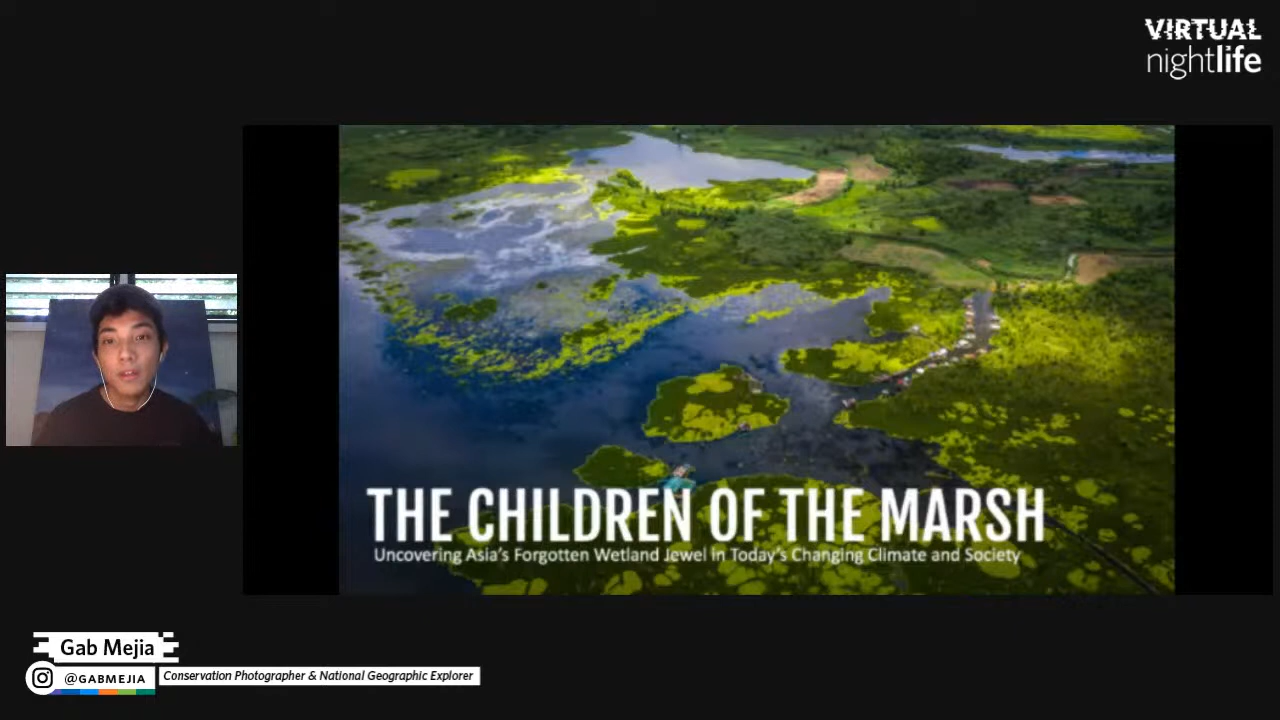 VIRTUAL
nightlife
THE CHILDREN OF THE MARSH
Uncovering Asia's Forgotten Wetland Jewel in Today's Changing Climate and Society
Gab Mejia
@GABMEJIA
Conservation Photographer & National Geographic Explorer